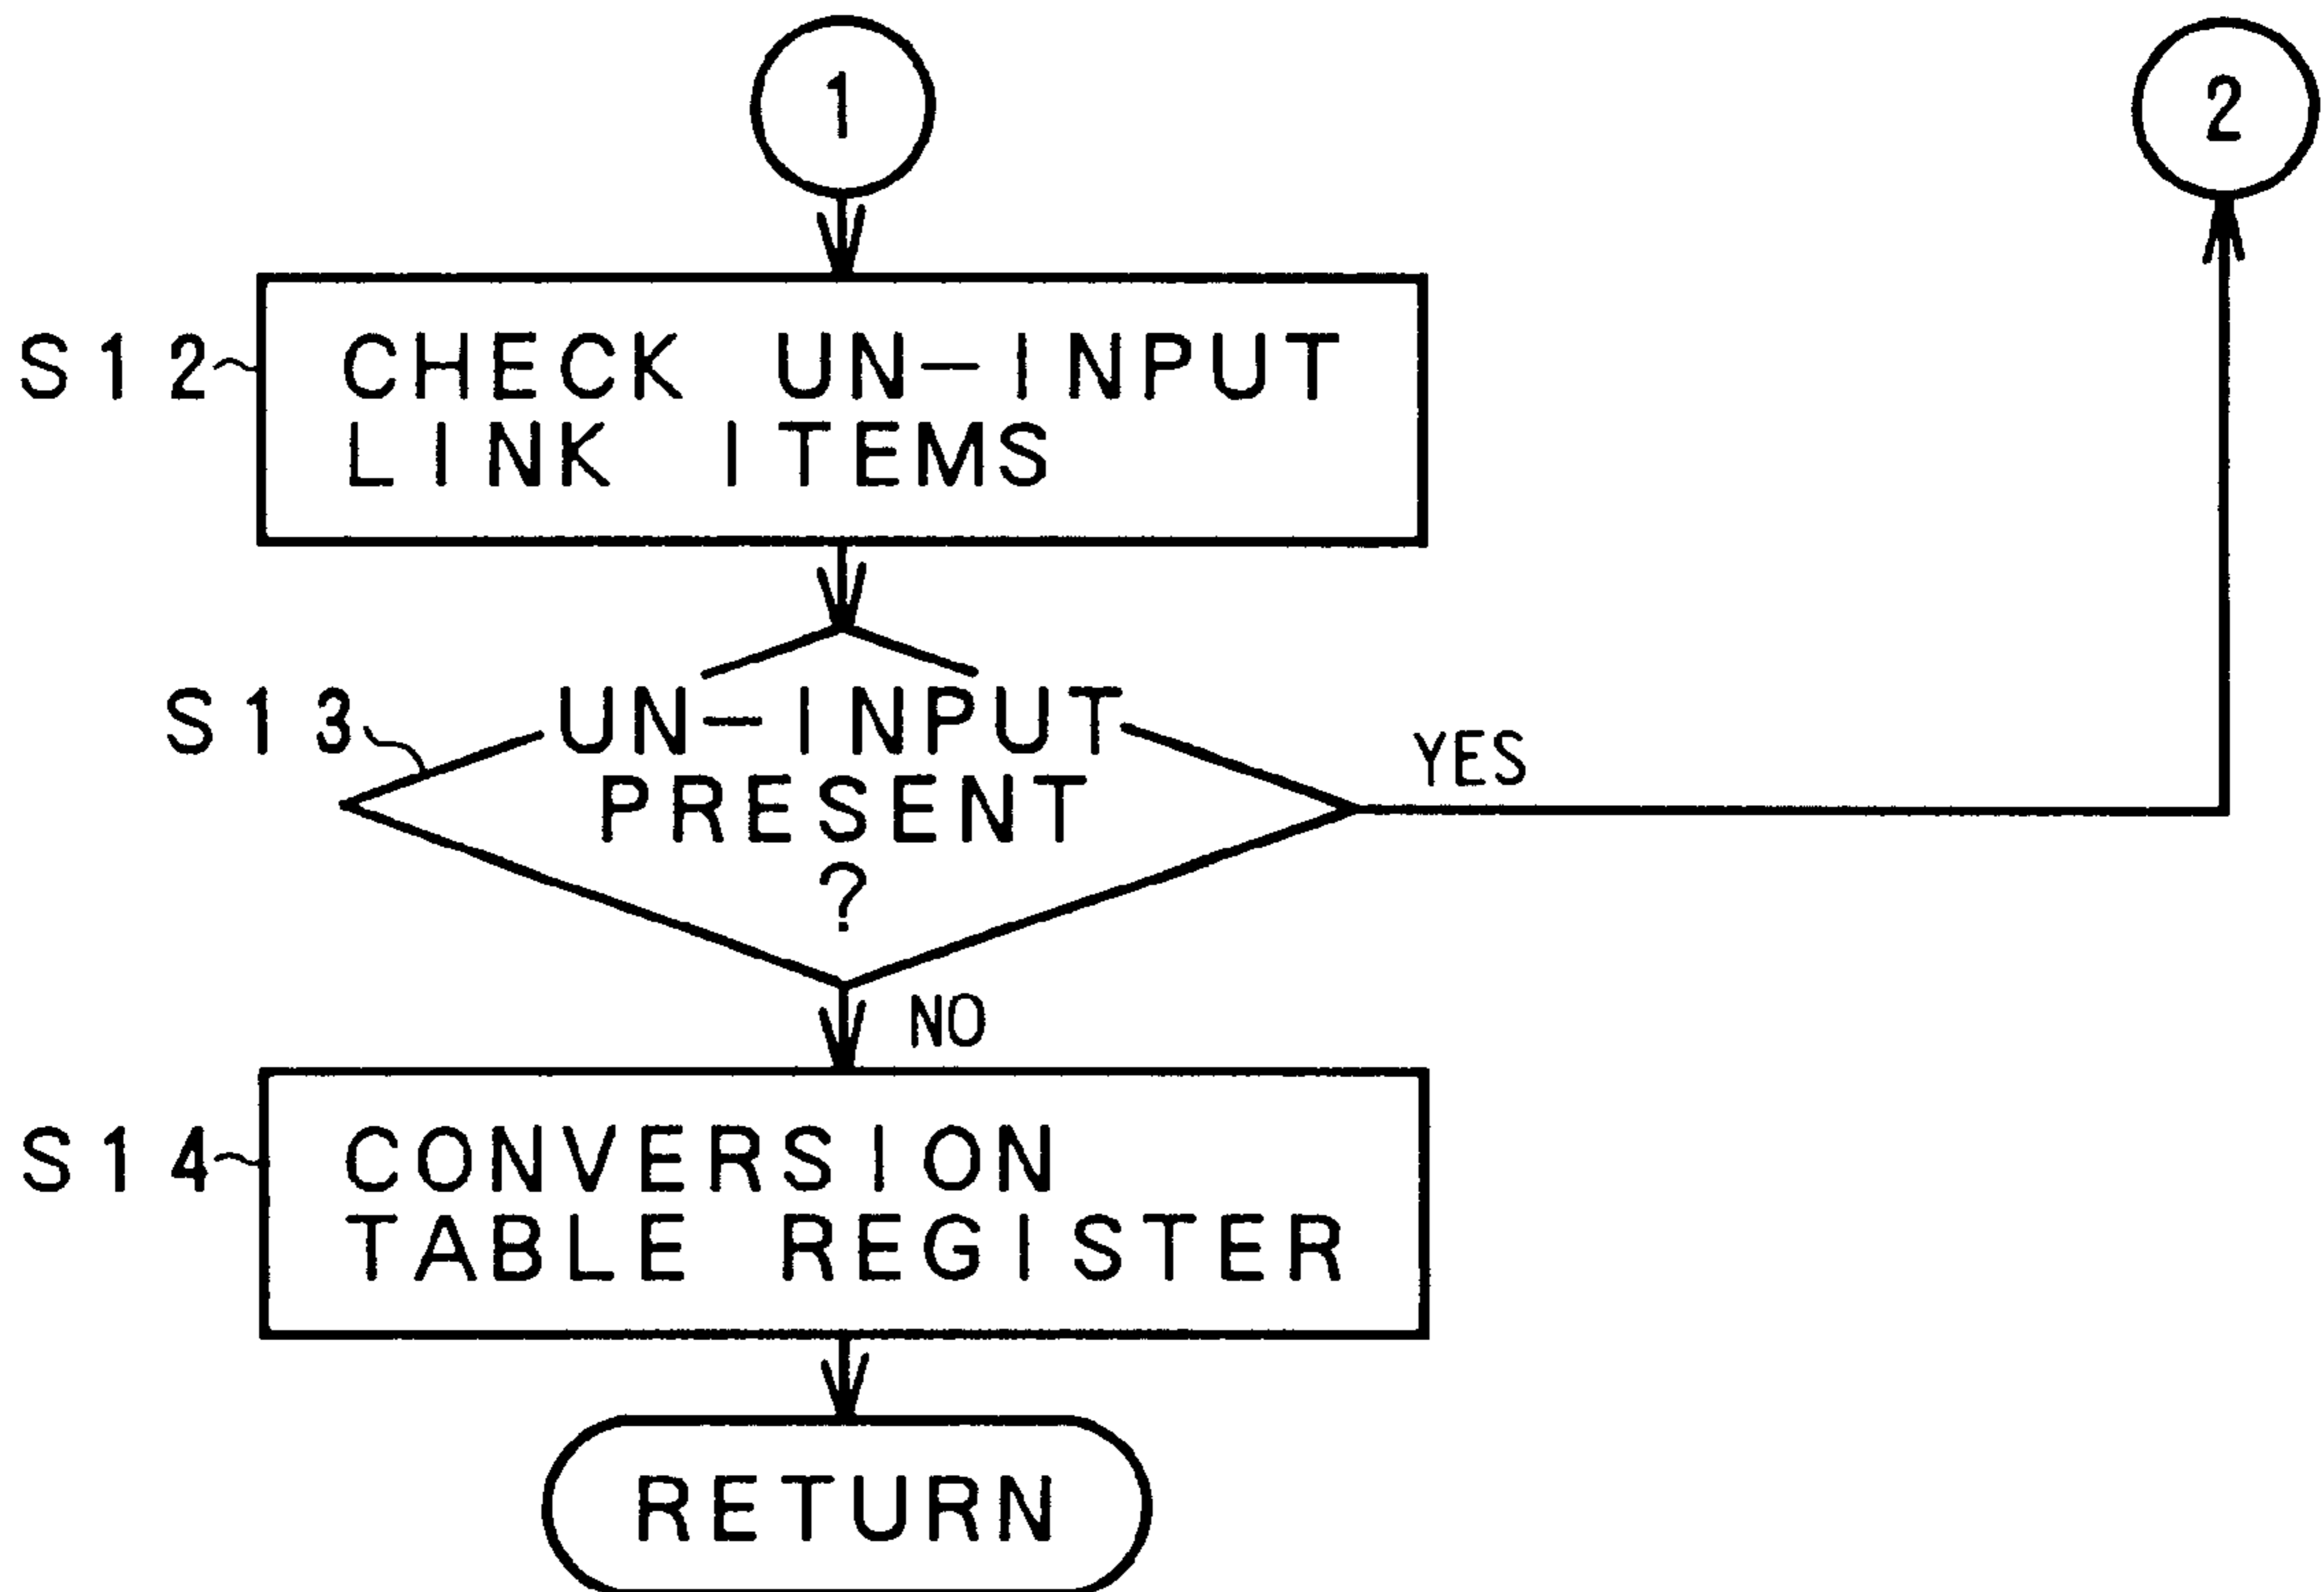 1
2
S12
CHECK UN-INPUT
LINK ITEMS
S13
UN-INPUT
PRESENT
?
YES
NO
S14
CONVERSION
TABLE REGISTER
RETURN